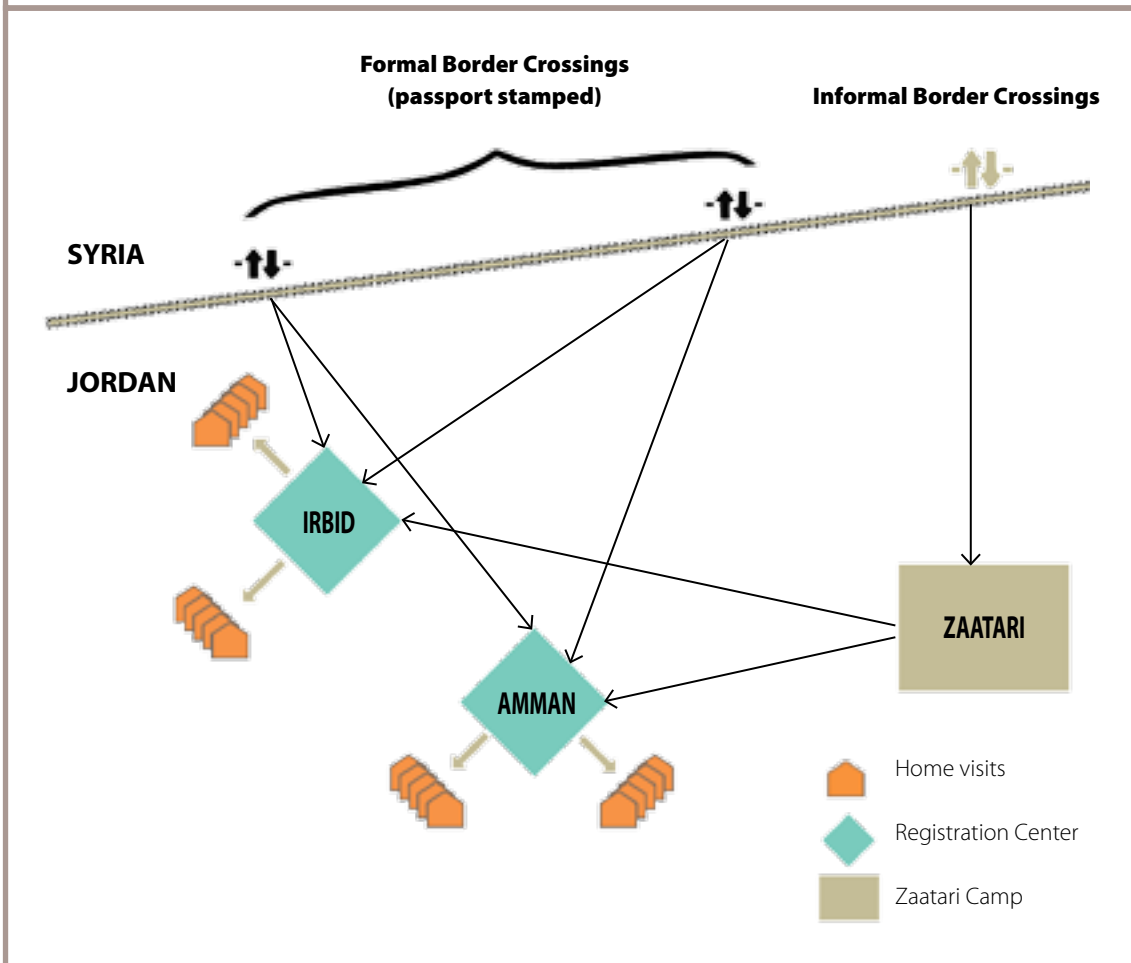 Formal Border Crossings
(passport stamped)
Informal Border Crossings
SYRIA
JORDAN
IRBID
ZAATARI
AMMAN
Home visits
Registration Center
Zaatari Camp